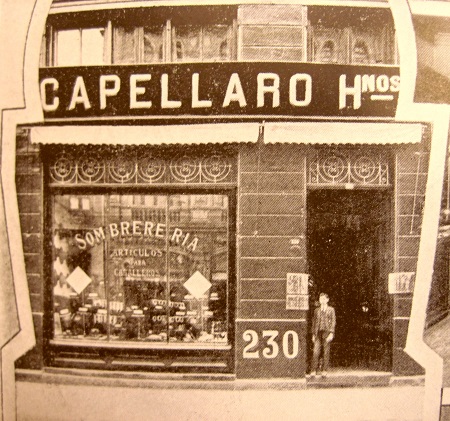 CAPELLARO HNOS
SOMBRERERIA
ARTICULOS
PARA
CABALLEROS
230